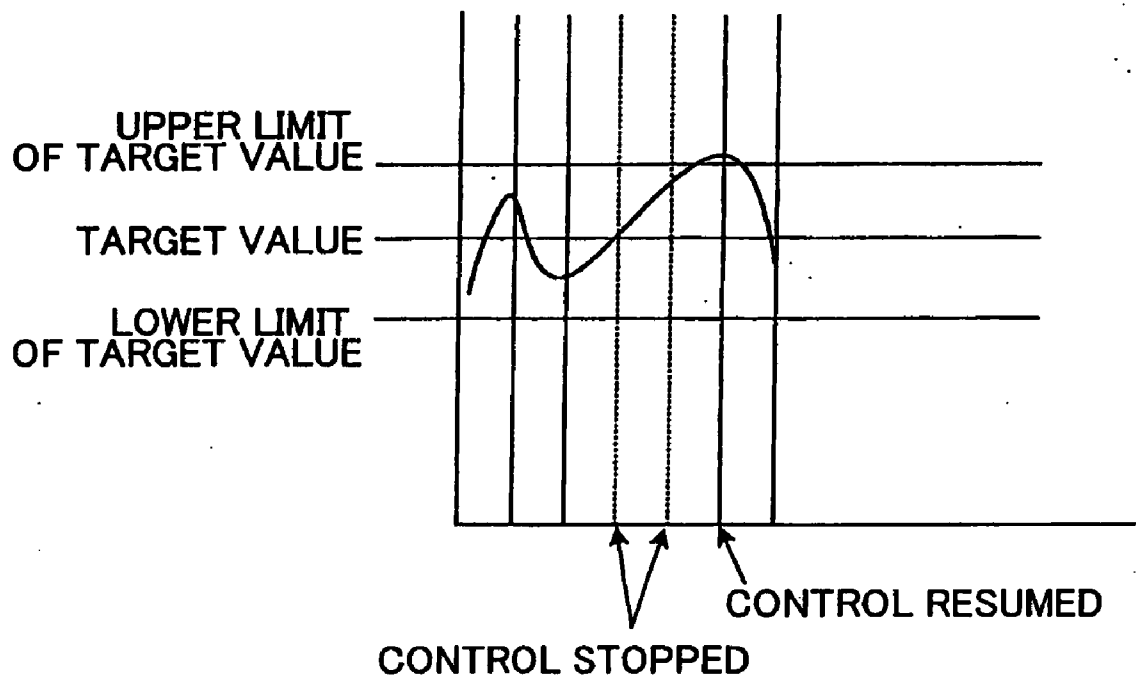 UPPER LIMIT
OF TARGET VALUE
TARGET VALUE
LOWER LIMIT
OF TARGET VALUE
CONTROL RESUMED
CONTROL STOPPED